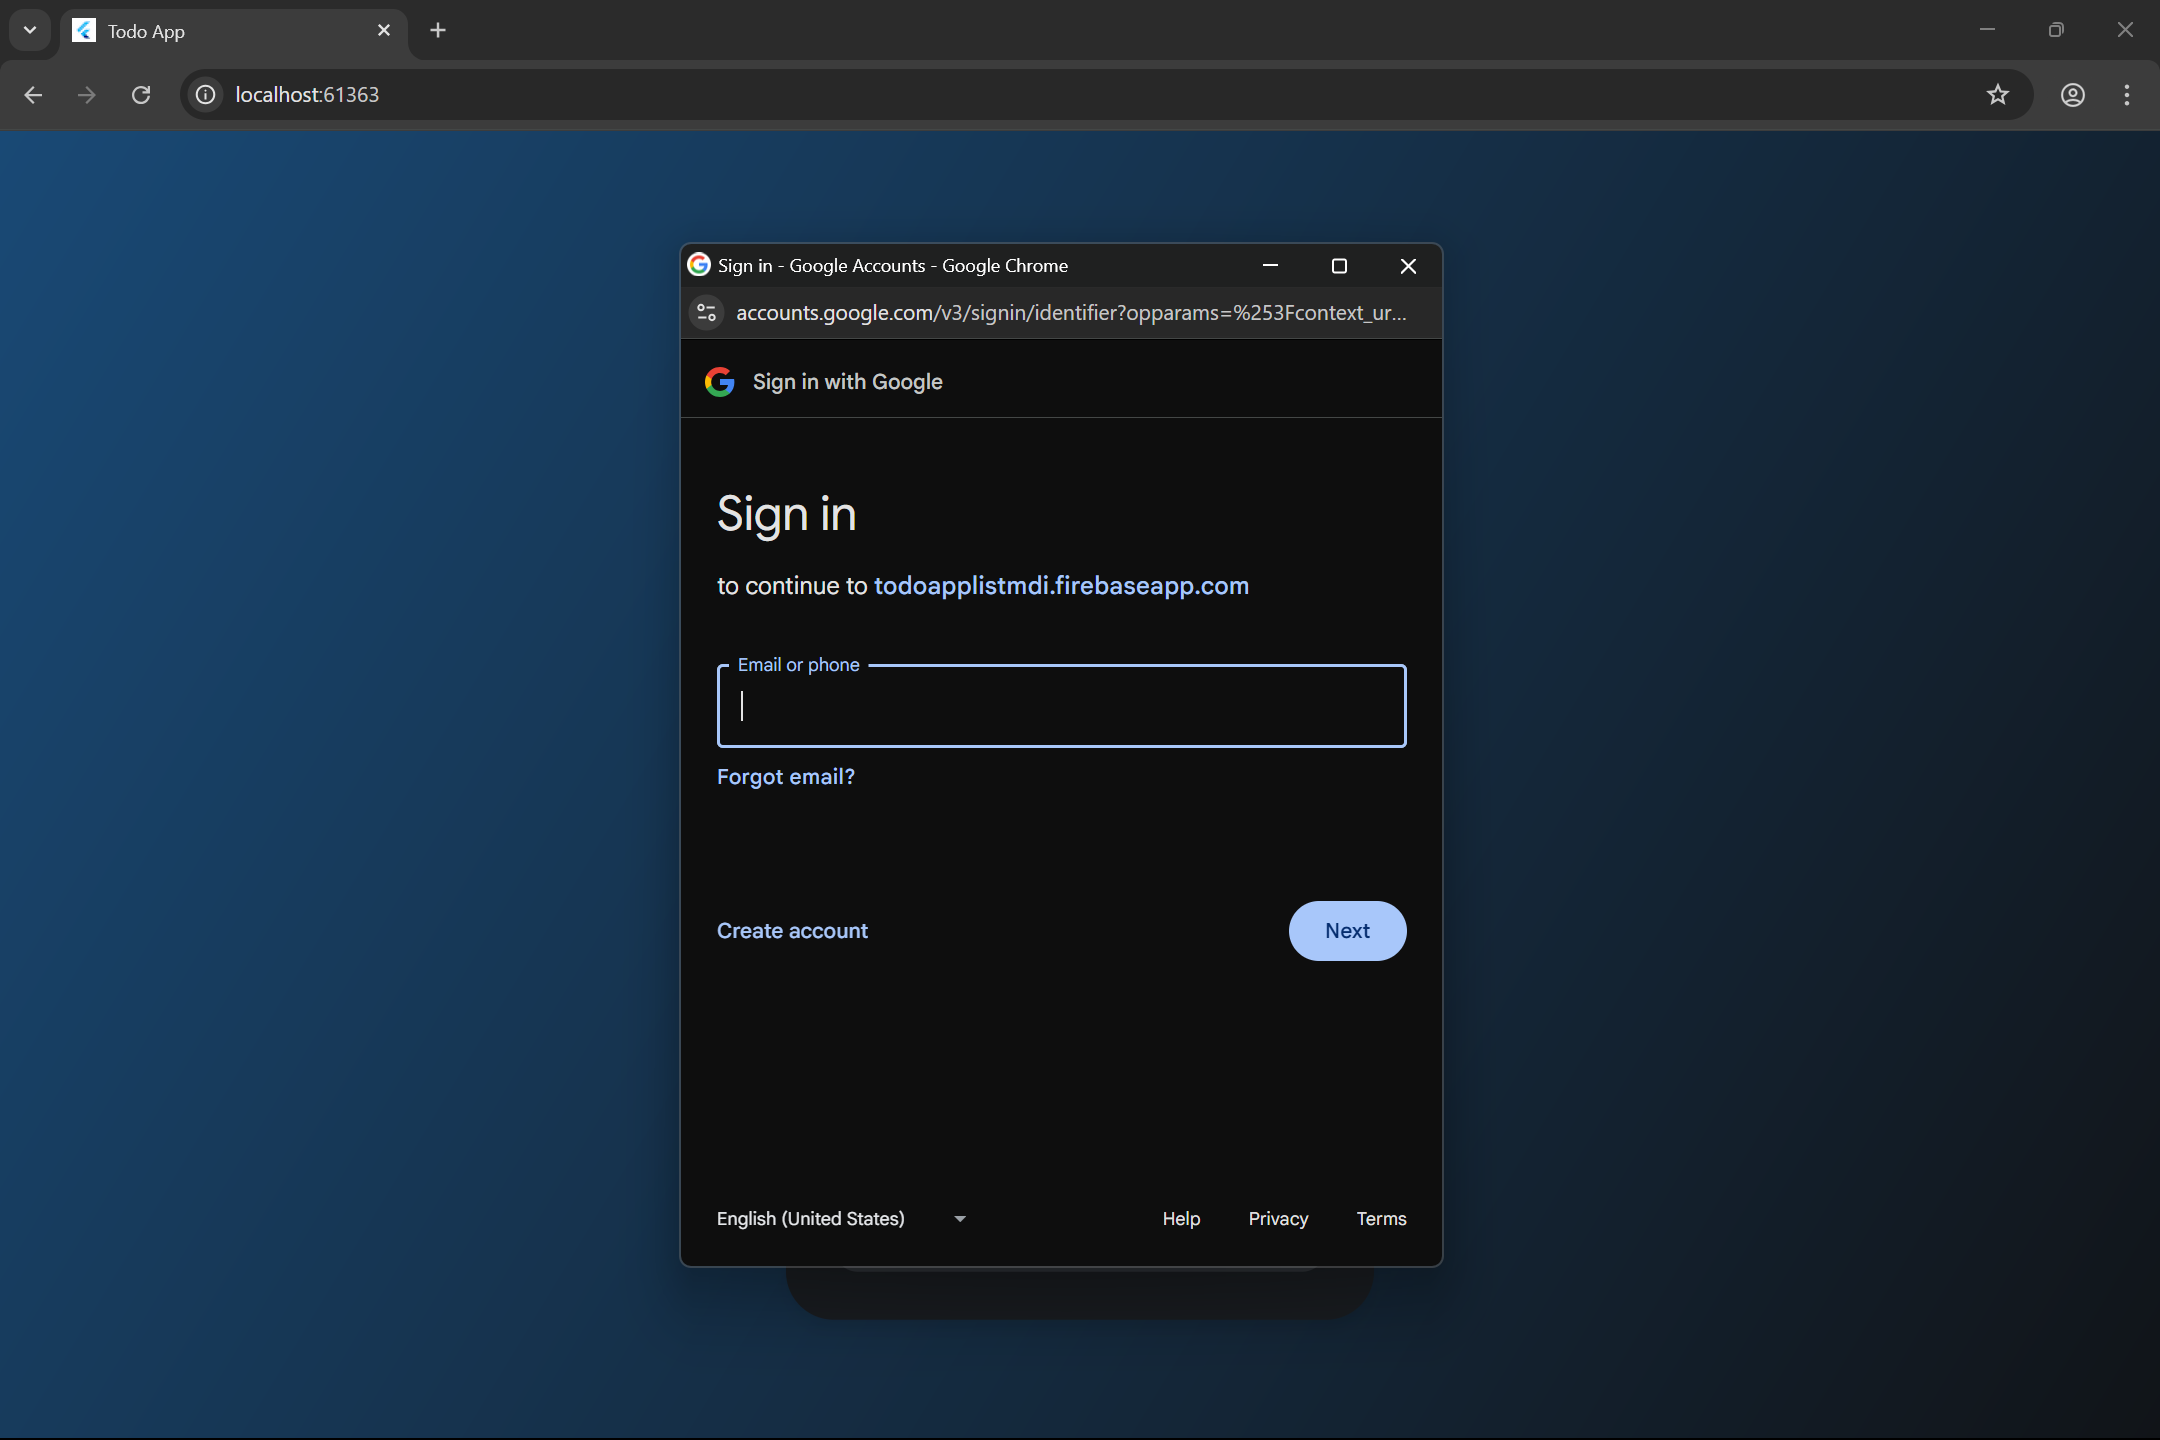 Todo App
localhost:61363
Sign in - Google Accounts - Google Chrome
accounts.google.com/v3/signin/identifier?opparams=%253Fcontext_ur...
Sign in with Google
Sign in
to continue to todoapplistmdi.firebaseapp.com
Email or phone
Forgot email?
Create account
Next
English (United States)
Help
Privacy
Terms